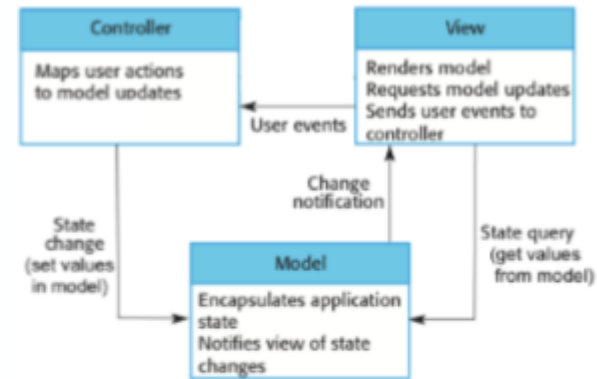 Controller
Maps user actions
to model updates
View
Renders model
Requests model updates
Sends user events to
controller
User events
Change
notification
State
change
(set values
in model)
State query
(get values
from model)
Model
Encapsulates application
state
Notifies view of state
changes